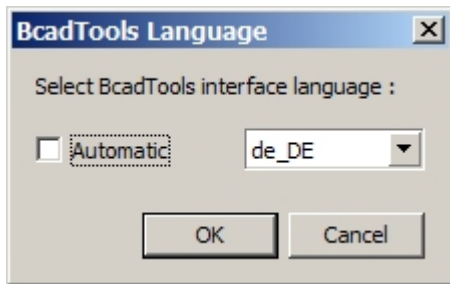 BcadTools Language
Select BcadTools interface language :
Automatic de_DE
OK Cancel